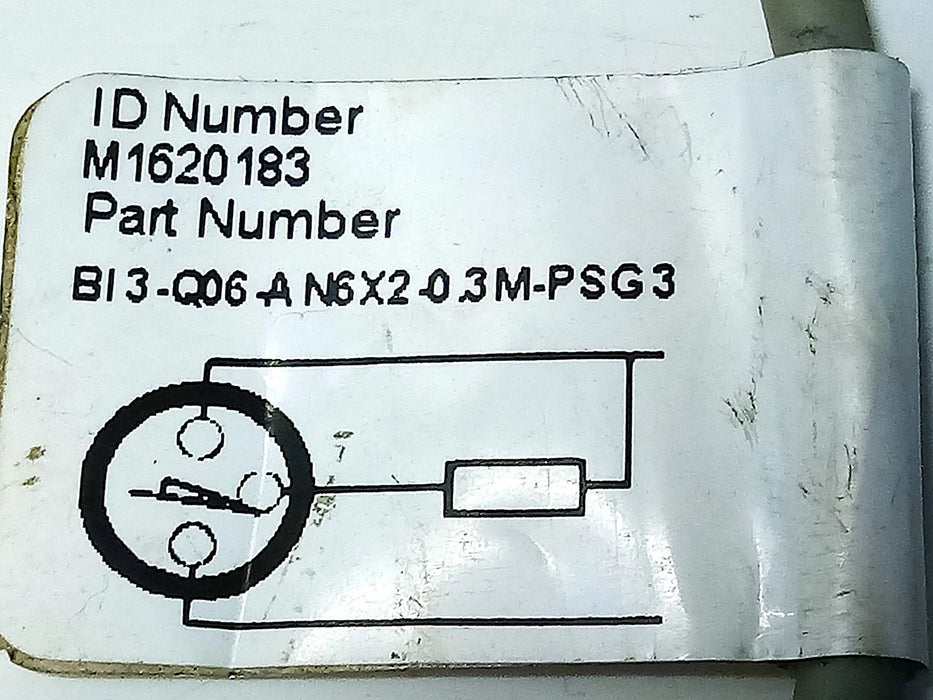 ID Number
M1620183
Part Number
BI3-Q06-AN6X2-0.3M-PSG3